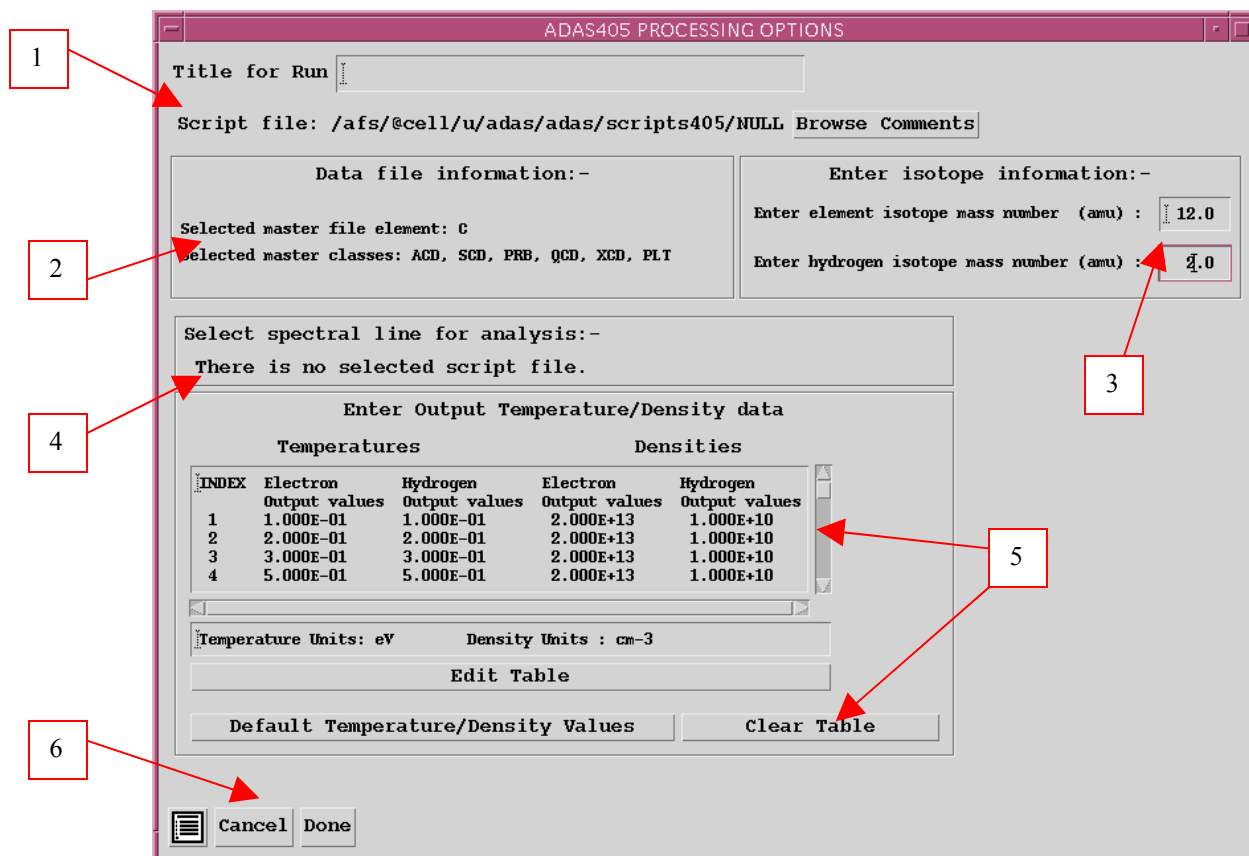 ADAS405 PROCESSING OPTIONS
1
Title for Run
Script file: /afs/@cell/u/adas/adas/scripts405/NULL Browse Comments
Data file information:-
Selected master file element: C
Selected master classes: ACD, SCD, PRB, QCD, XCD, PLT
2
Enter isotope information:-
Enter element isotope mass number (amu) : 12.0
Enter hydrogen isotope mass number (amu) : 2.0
3
Select spectral line for analysis:-
There is no selected script file.
4
Enter Output Temperature/Density data
Temperatures Densities
INDEX Electron Hydrogen Electron Hydrogen
Output values Output values Output values Output values
1 1.000E-01 1.000E-01 2.000E+13 1.000E+10
2 2.000E-01 2.000E-01 2.000E+13 1.000E+10
3 3.000E-01 3.000E-01 2.000E+13 1.000E+10
4 5.000E-01 5.000E-01 2.000E+13 1.000E+10
5
Temperature Units: eV Density Units : cm-3
Edit Table
Default Temperature/Density Values Clear Table
6
Cancel Done